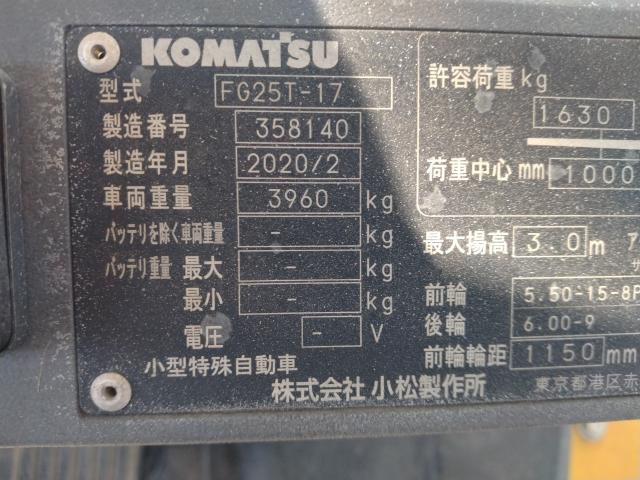 KOMATSU
型式 FG25T-17
製造番号 358140
製造年月 2020/2
車両重量 3960 kg
バッテリを除く車両重量 - kg
バッテリ重量 最大 - kg
最小 - kg
電圧 - V
小型特殊自動車
株式会社 小松製作所
許容荷重 kg
1630
荷重中心 mm 1000
最大揚高 3.0 m
前輪 5.50-15-8P
後輪 6.00-9
前輪輪距 1150 mm
東京都港区赤